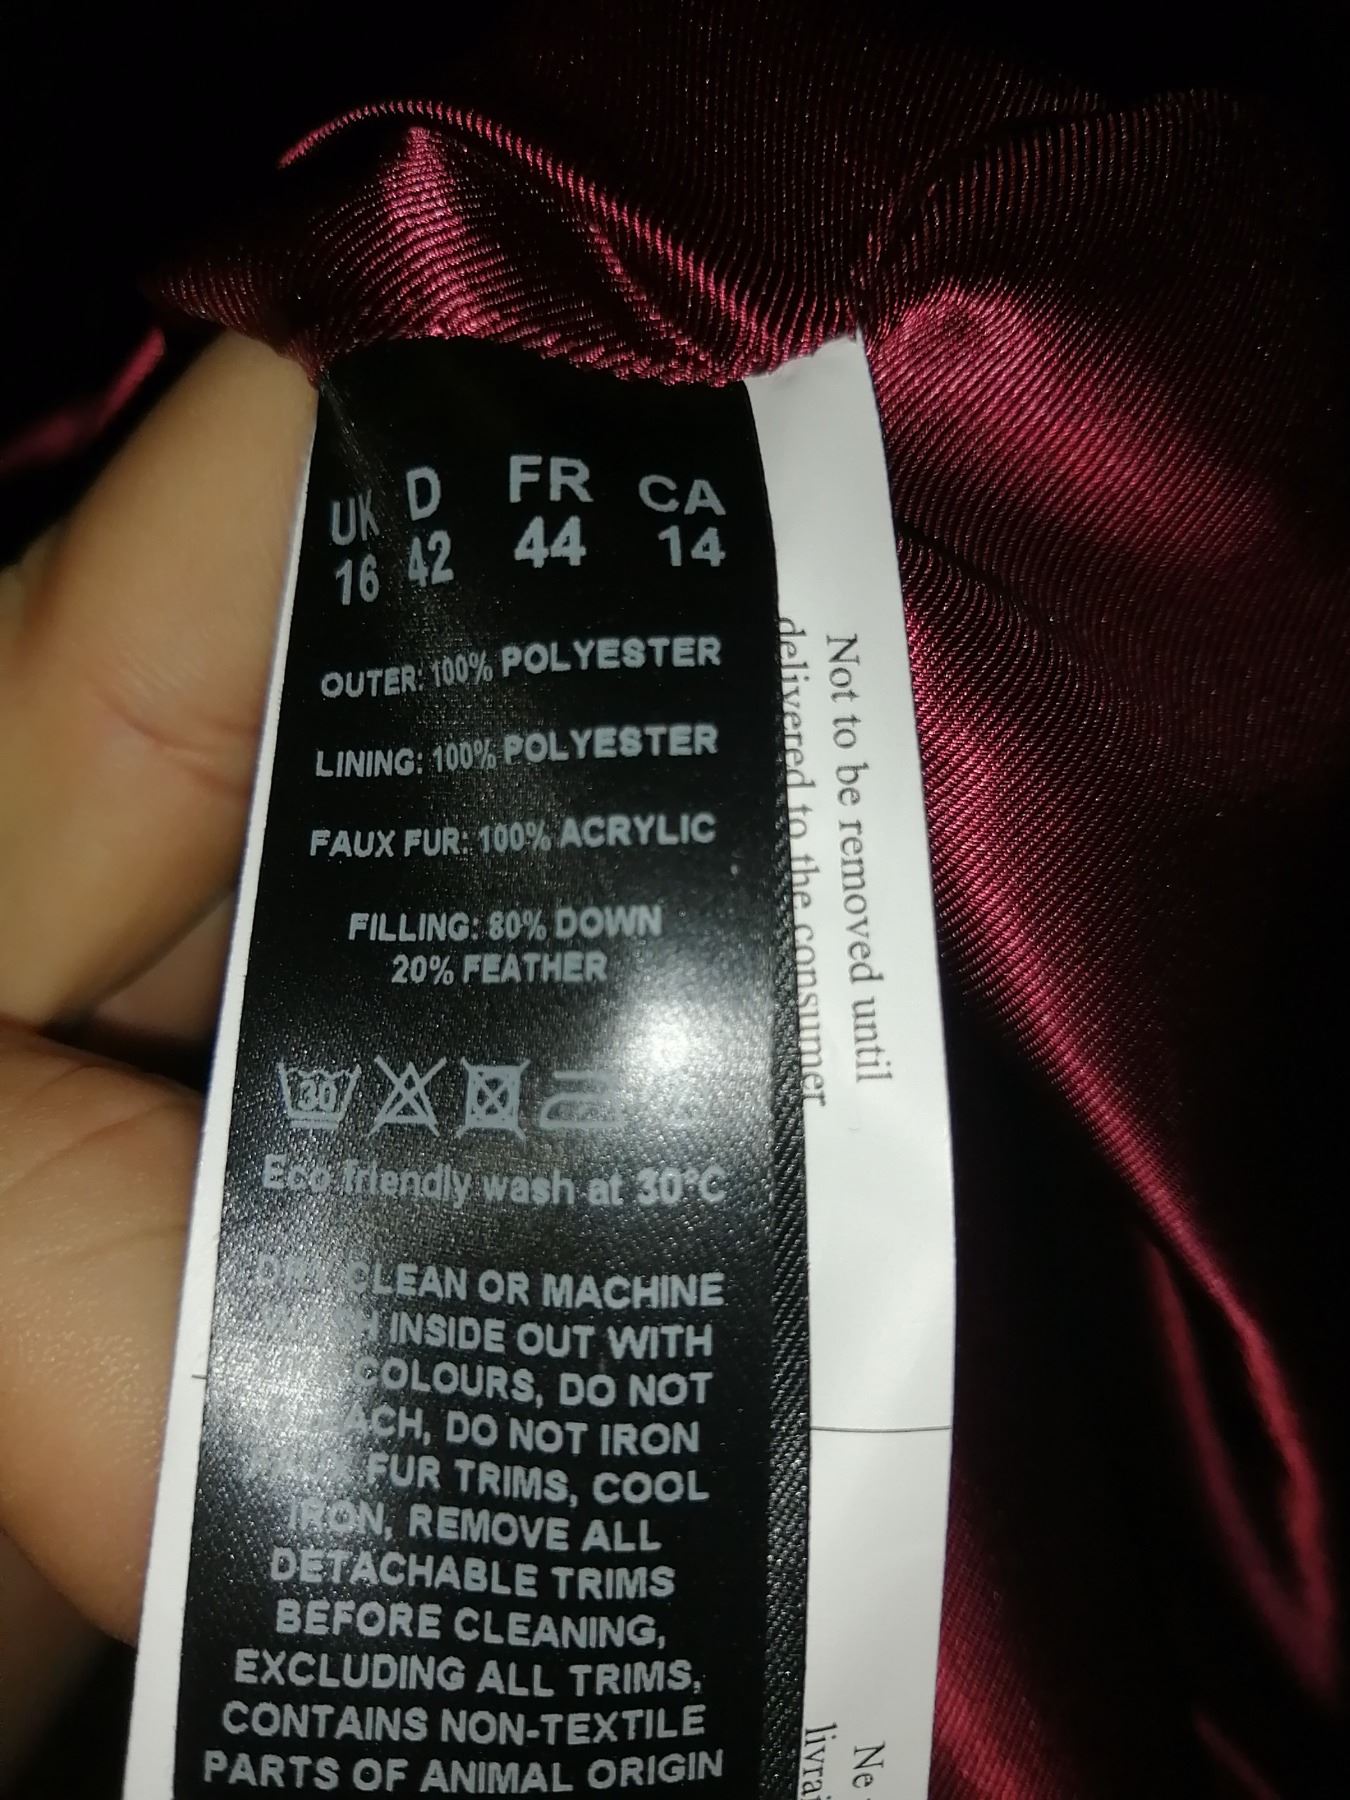 UK D FR CA
16 42 44 14
OUTER: 100% POLYESTER
LINING: 100% POLYESTER
FAUX FUR: 100% ACRYLIC
FILLING: 80% DOWN
20% FEATHER
30
Eco friendly wash at 30°C
DRY CLEAN OR MACHINE
INSIDE OUT WITH
COLOURS, DO NOT
DO NOT IRON
FUR TRIMS, COOL
IRON, REMOVE ALL
DETACHABLE TRIMS
BEFORE CLEANING,
EXCLUDING ALL TRIMS,
CONTAINS NON-TEXTILE
PARTS OF ANIMAL ORIGIN
Not to be removed until
delivered to the consumer
Ne